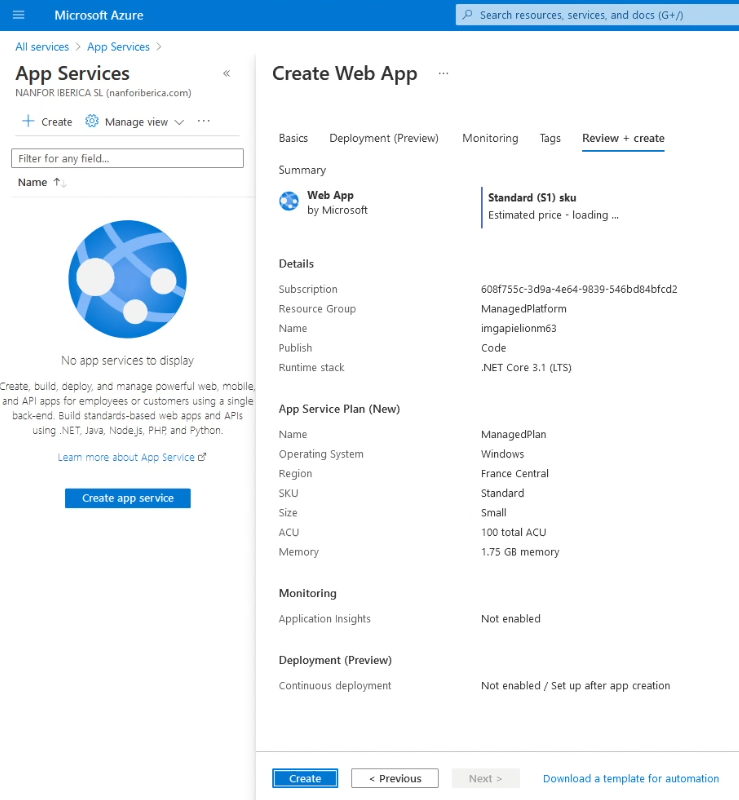 Microsoft Azure
Search resources, services, and docs (G+/)
All services > App Services >
App Services
«
NANFOR IBERICA SL (nanforiberica.com)
+ Create
Manage view
...
Filter for any field...
Name ↑↓
No app services to display
Create, build, deploy, and manage powerful web, mobile,
and API apps for employees or customers using a single
back-end. Build standards-based web apps and APIs
using .NET, Java, Node.js, PHP, and Python.
Learn more about App Service
Create app service
Create Web App ...
Basics Deployment (Preview) Monitoring Tags Review + create
Summary
Web App
by Microsoft
Standard (S1) sku
Estimated price - loading ...
Details
Subscription 608f755c-3d9a-4e64-9839-546bd84bfcd2
Resource Group ManagedPlatform
Name imgapielionm63
Publish Code
Runtime stack .NET Core 3.1 (LTS)
App Service Plan (New)
Name ManagedPlan
Operating System Windows
Region France Central
SKU Standard
Size Small
ACU 100 total ACU
Memory 1.75 GB memory
Monitoring
Application Insights Not enabled
Deployment (Preview)
Continuous deployment Not enabled / Set up after app creation
Create < Previous Next > Download a template for automation